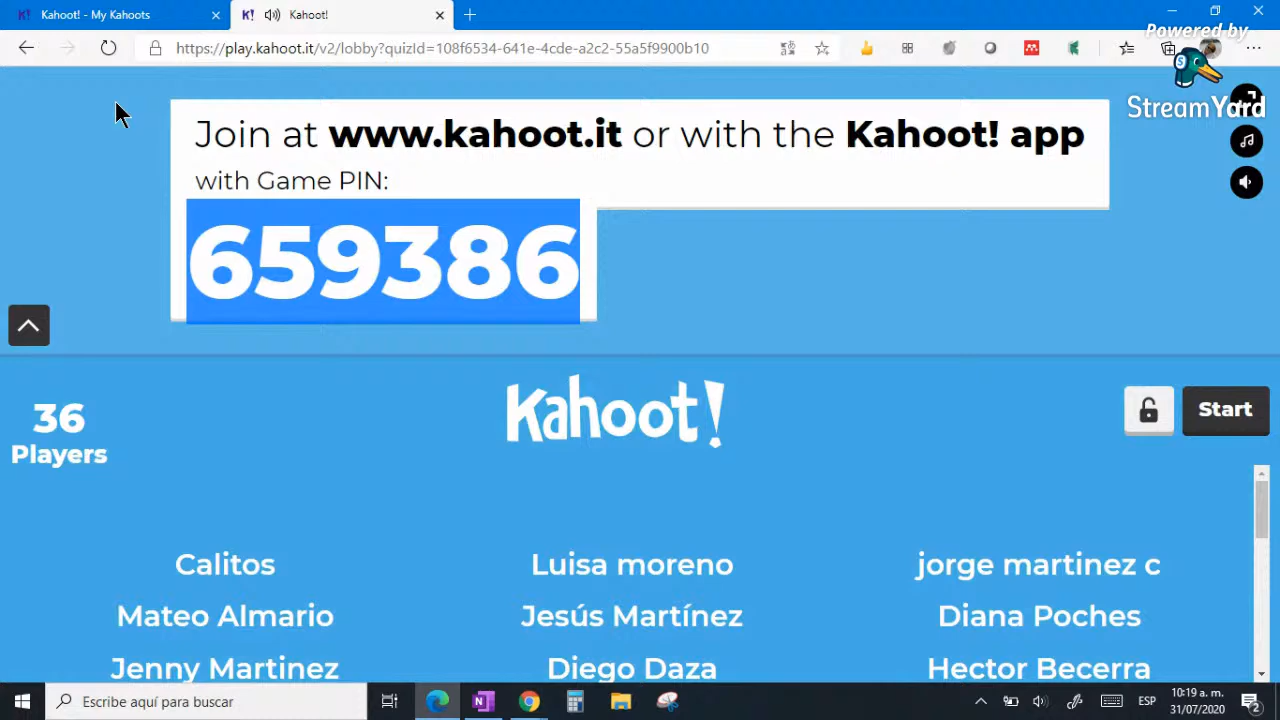 Kahoot! - My Kahoots
Kahoot!
https://play.kahoot.it/v2/lobby?quizId=108f6534-641e-4cde-a2c2-55a5f9900b10
Powered by
StreamYard
Join at www.kahoot.it or with the Kahoot! app
with Game PIN:
659386
36
Players
Kahoot!
Start
Calitos
Luisa moreno
jorge martinez c
Mateo Almario
Jesús Martínez
Diana Poches
Jenny Martinez
Diego Daza
Hector Becerra
Escribe aquí para buscar
ESP
10:19 a. m.
31/07/2020
2